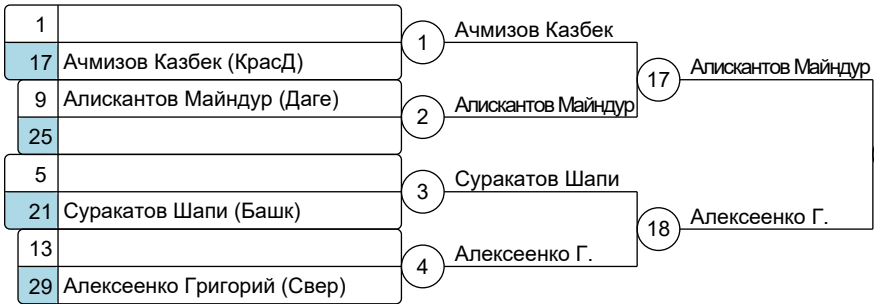 1
17 Ачмизов Казбек (КрасД)
1
Ачмизов Казбек
9 Алискантов Майндур (Даге)
25
2
Алискантов Майндур
17
Алискантов Майндур
5
21 Суракатов Шапи (Башк)
3
Суракатов Шапи
13
29 Алексеенко Григорий (Свер)
4
Алексеенко Г.
18
Алексеенко Г.